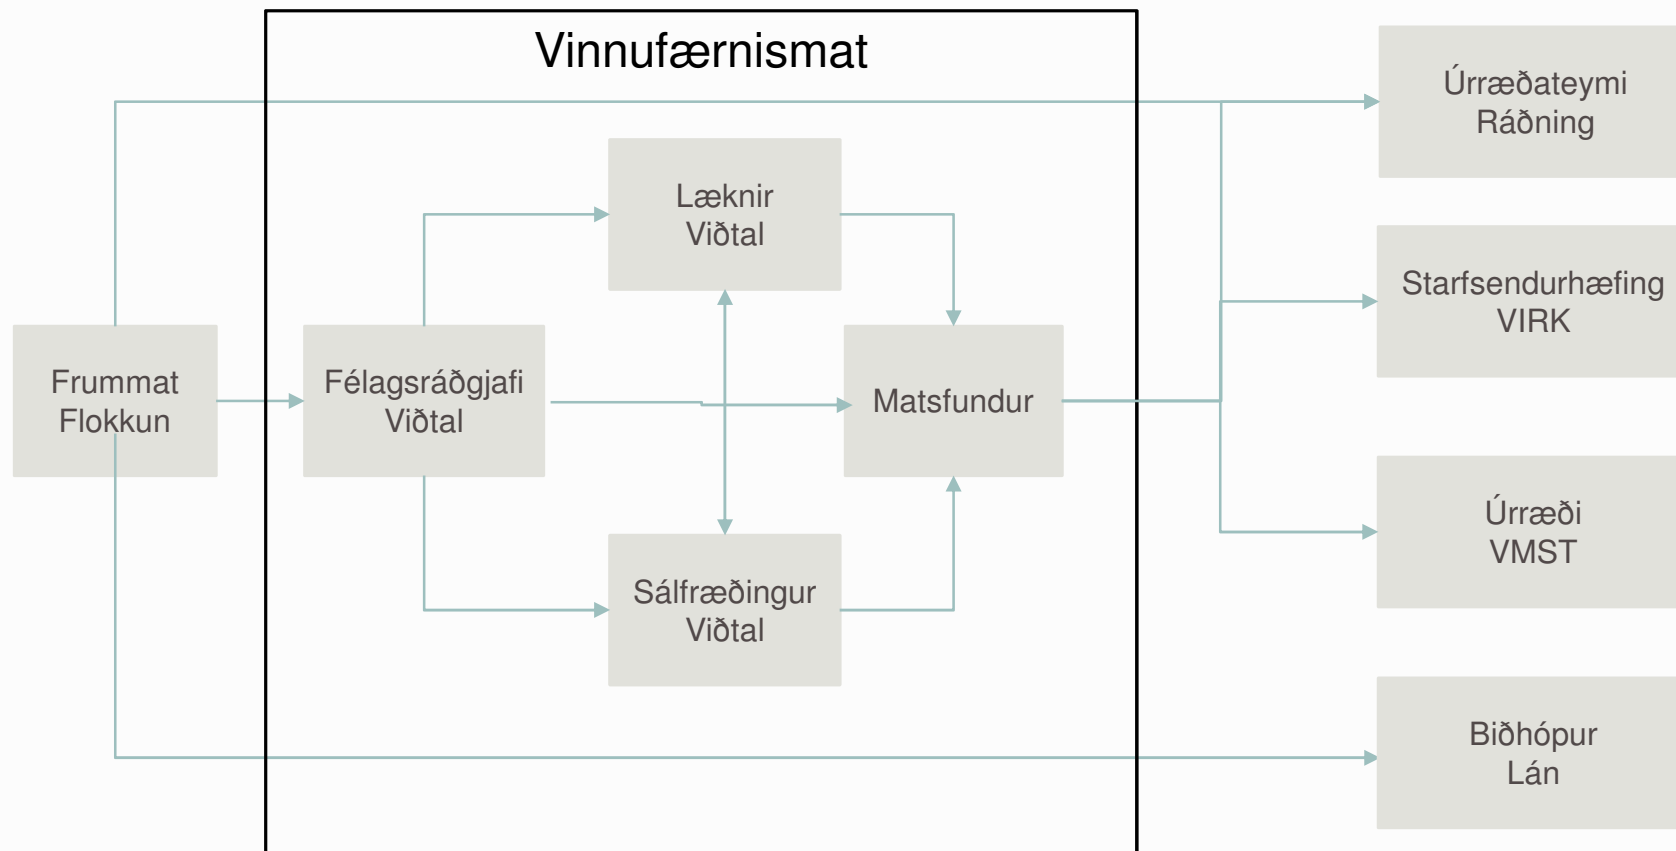 Vinnufærnismat
Frummat
Flokkun
Félagsráðgjafi
Viðtal
Læknir
Viðtal
Sálfræðingur
Viðtal
Matsfundur
Úrræðateymi
Ráðning
Starfsendurhæfing
VIRK
Úrræði
VMST
Biðhópur
Lán